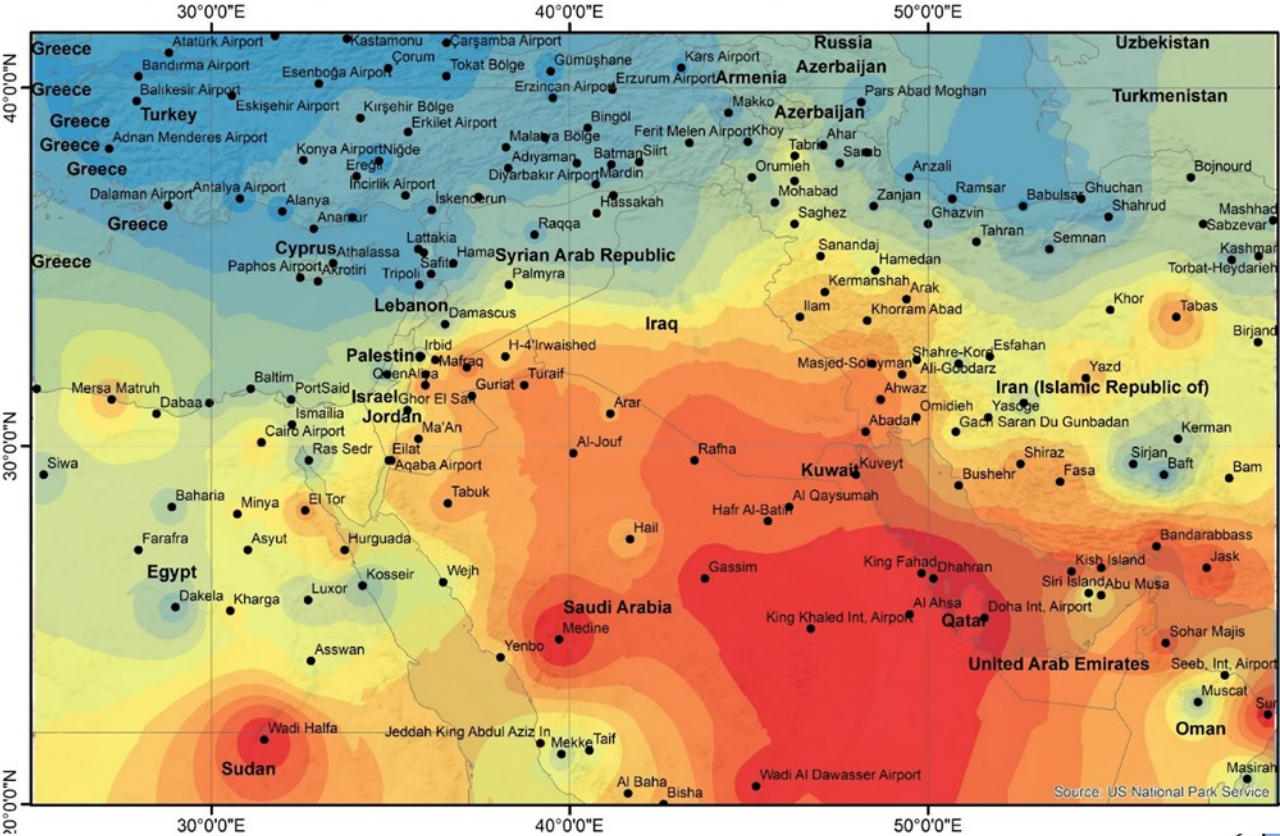 30°0'0"E 40°0'0"E 50°0'0"E
Greece Atatürk Airport Kastamonu Çarşamba Airport Russia Uzbekistan
Bandırma Airport Esenboğa Airport Çorum Tokat Bölge Gümüşhane Kars Airport Azerbaijan
40°0'0"N Greece Balıkesir Airport Eskişehir Airport Erzincan Airport Erzurum Airport Armenia Pars Abad Moghan Turkmenistan
Greece Turkey Kırşehir Bölge Makko Azerbaijan
Greece Adnan Menderes Airport Erkilet Airport Malatya Bölge Bingöl Ferit Melen Airport Khoy Ahar
Konya Airport Niğde Adıyaman Batman Siirt Sarab
Greece Ereğli Diyarbakır Airport Mardin Orumieh Anzali Bojnourd
Dalaman Airport Antalya Airport İncirlik Airport Mohabad Zanjan Ramsar Babulsar Ghuchan
Alanya İskenderun Hassakah Shahrud Mashhad
Greece Anamur Raqqa Saghez Ghazvin Sabzevar
Tahran
Cyprus Athalassa Lattakia Hama Syrian Arab Republic Sanandaj Semnan Kashmar
Greece Paphos Airport Akrotiri Safita Tripoli Palmyra Hamedan Torbat-Heydarieh
Kermanshah Arak
Lebanon Ilam Khorram Abad Khor Tabas
Damascus Iraq
Palestine Irbid H-4'Irwaished Esfahan Birjand
Mafraq Masjed-Soleyman Shahre-Kord Ali-Goodarz
Mersa Matruh Baltim PortSaid Guriat Turaif Yazd
Dabaa Israel Ghor El Safi Ahwaz Iran (Islamic Republic of)
Ismailia Jordan Arar Omidieh Yasoge
Cairo Airport Ma'An Abadan Gach Saran Du Gunbadan
30°0'0"N Ras Sedr Eilat Al-Jouf Rafha Kerman
Siwa Aqaba Airport Kuwait Kuveyt Shiraz Sirjan
Bushehr Fasa Baft Bam
Baharia Minya El Tor Tabuk Al Qaysumah
Hafr Al-Batin
Farafra Asyut Hurguada Hail Bandarabbass
Egypt Kosseir Wejh Gassim King Fahad Dhahran Kish Island Jask
Siri Island Abu Musa
Dakela Kharga Luxor Saudi Arabia King Khaled Int, Airport Al Ahsa Doha Int, Airport
Medine Qatar
Asswan Yenbo Sohar Majis
United Arab Emirates Seeb, Int, Airport
Muscat
Wadi Halfa Jeddah King Abdul Aziz In Mekke Taif Sur
Oman
Sudan Wadi Al Dawasser Airport Masirah
Al Baha Bisha Source: US National Park Service
30°0'0"E 40°0'0"E 50°0'0"E